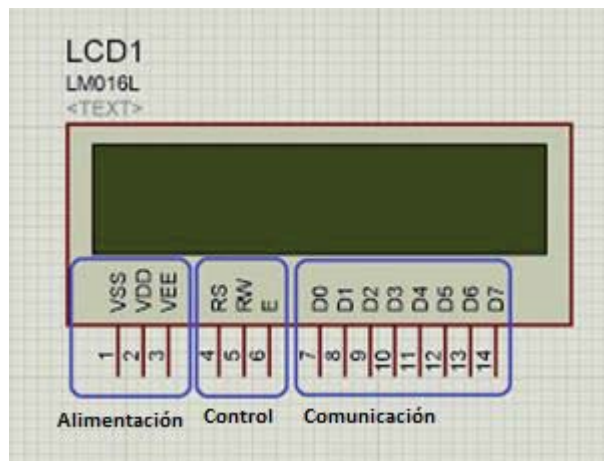 LCD1
LM016L
<TEXT>
VSS VDD VEE RS RW E D0 D1 D2 D3 D4 D5 D6 D7
1 2 3 4 5 6 7 8 9 10 11 12 13 14
Alimentación Control Comunicación